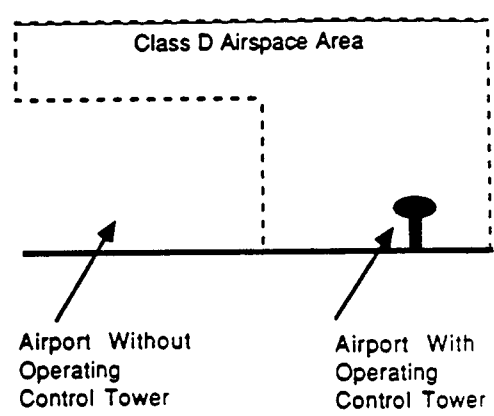 Class D Airspace Area
Airport Without
Operating
Control Tower
Airport With
Operating
Control Tower